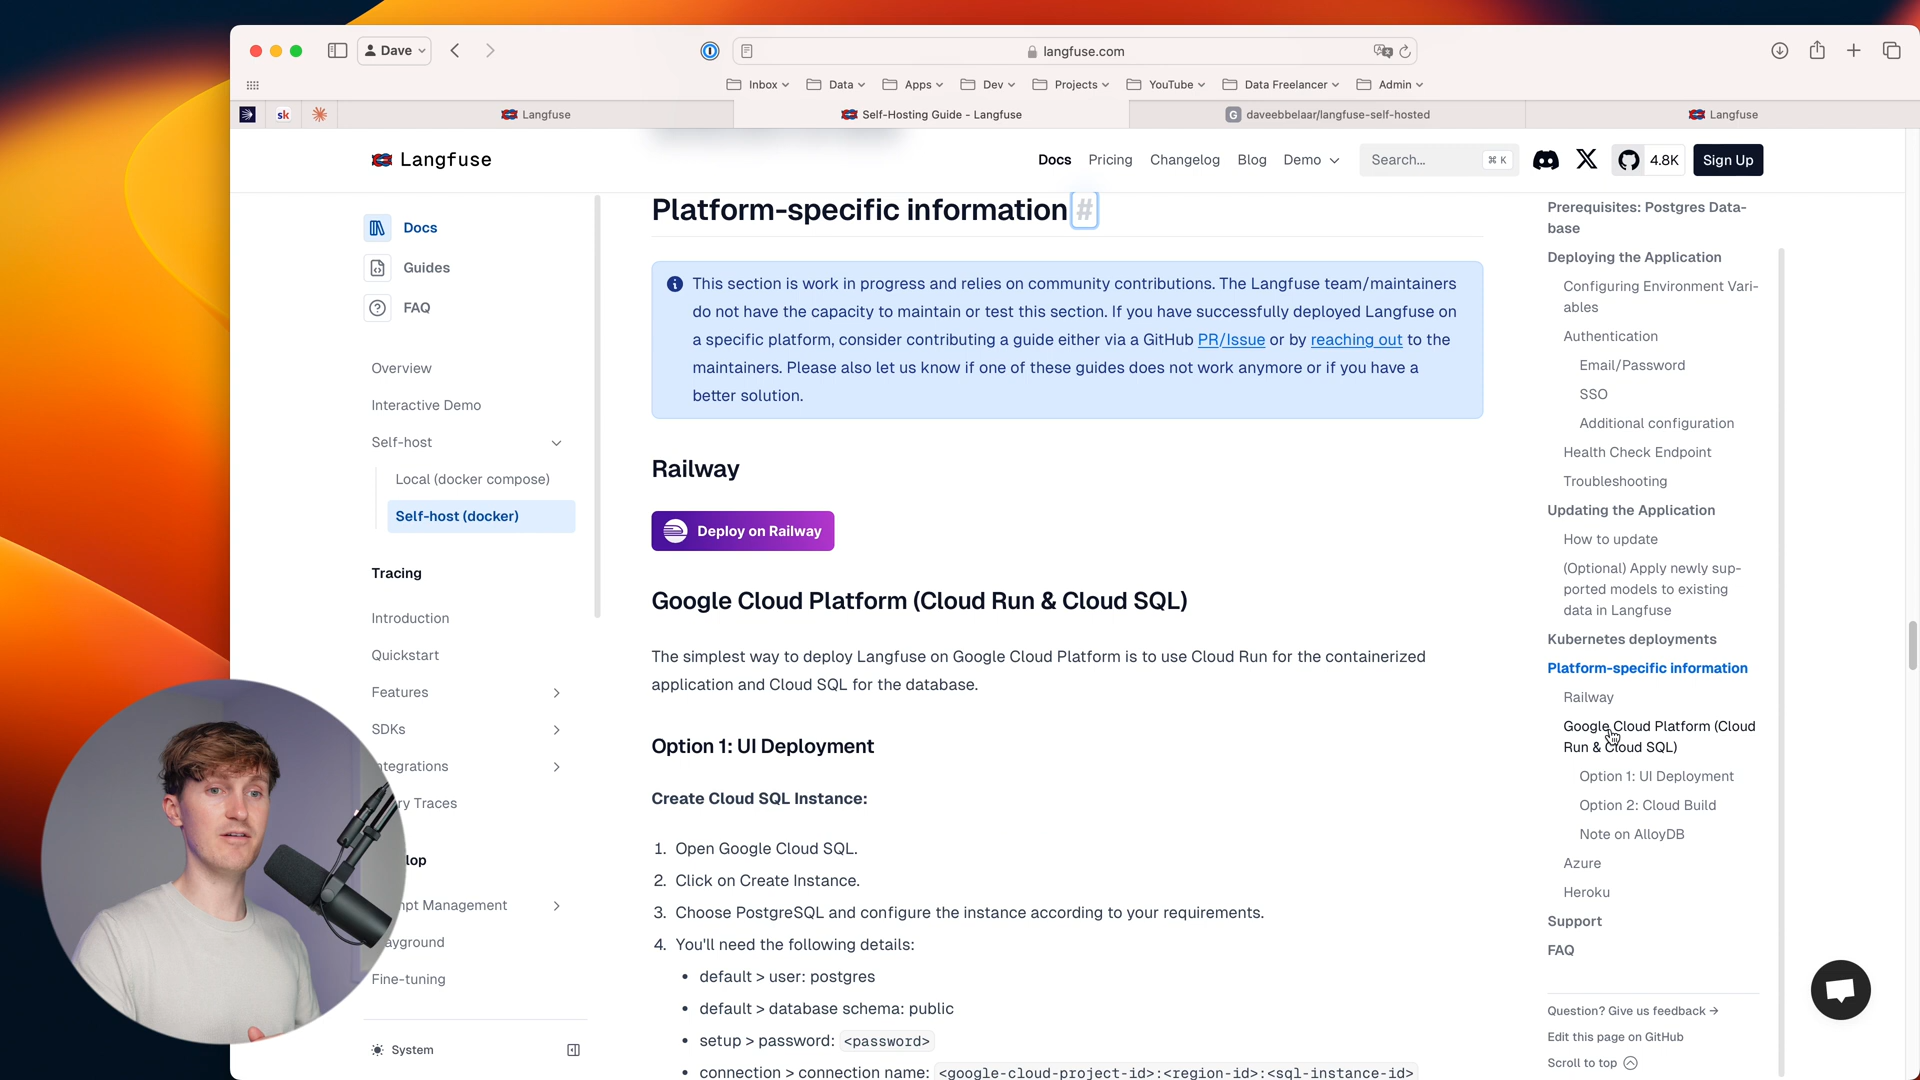 Dave
langfuse.com
Inbox
Data
Apps
Dev
Projects
YouTube
Data Freelancer
Admin
sk
Langfuse
Self-Hosting Guide - Langfuse
G
daveebbelaar/langfuse-self-hosted
Langfuse
Langfuse
Docs
Pricing
Changelog
Blog
Demo
Search...
⌘ K
4.8K
Sign Up
Docs
Guides
FAQ
Overview
Interactive Demo
Self-host
Local (docker compose)
Self-host (docker)
Tracing
Introduction
Quickstart
Features
SDKs
ntegrations
ry Traces
lop
pt Management
ayground
Fine-tuning
System
Platform-specific information #
This section is work in progress and relies on community contributions. The Langfuse team/maintainers
do not have the capacity to maintain or test this section. If you have successfully deployed Langfuse on
a specific platform, consider contributing a guide either via a GitHub PR/Issue or by reaching out to the
maintainers. Please also let us know if one of these guides does not work anymore or if you have a
better solution.
Railway
Deploy on Railway
Google Cloud Platform (Cloud Run & Cloud SQL)
The simplest way to deploy Langfuse on Google Cloud Platform is to use Cloud Run for the containerized
application and Cloud SQL for the database.
Option 1: UI Deployment
Create Cloud SQL Instance:
1. Open Google Cloud SQL.
2. Click on Create Instance.
3. Choose PostgreSQL and configure the instance according to your requirements.
4. You'll need the following details:
• default > user: postgres
• default > database schema: public
• setup > password: <password>
• connection > connection name: <google-cloud-project-id>:<region-id>:<sql-instance-id>
Prerequisites: Postgres Data-
base
Deploying the Application
Configuring Environment Vari-
ables
Authentication
Email/Password
SSO
Additional configuration
Health Check Endpoint
Troubleshooting
Updating the Application
How to update
(Optional) Apply newly sup-
ported models to existing
data in Langfuse
Kubernetes deployments
Platform-specific information
Railway
Google Cloud Platform (Cloud
Run & Cloud SQL)
Option 1: UI Deployment
Option 2: Cloud Build
Note on AlloyDB
Azure
Heroku
Support
FAQ
Question? Give us feedback →
Edit this page on GitHub
Scroll to top